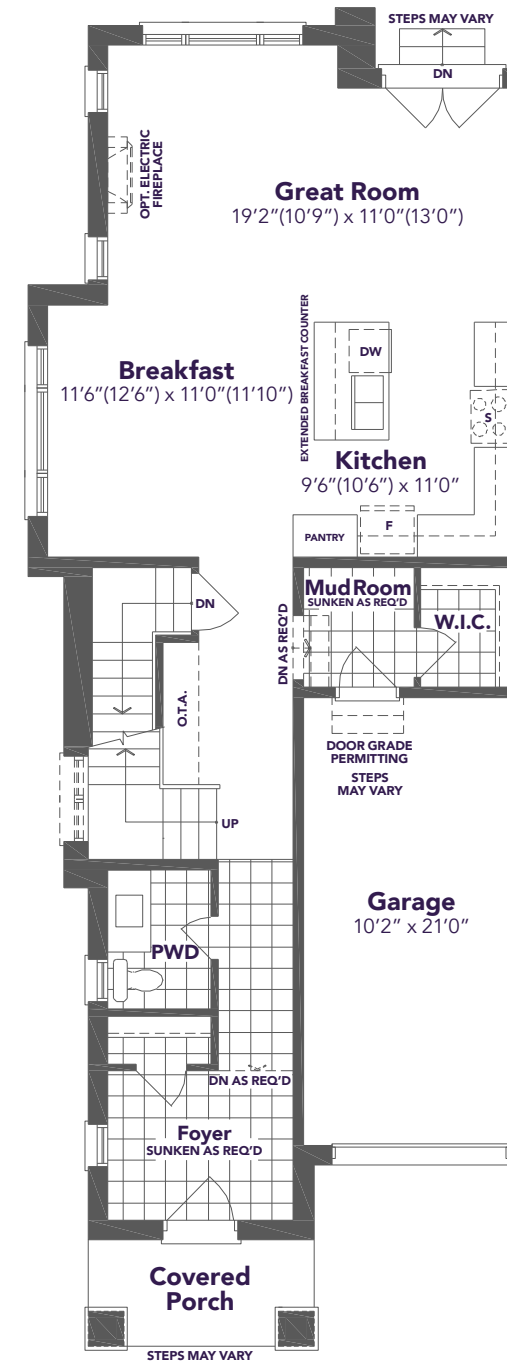 STEPS MAY VARY
DN
OPT. ELECTRIC
FIREPLACE
Great Room
19'2"(10'9") x 11'0"(13'0")
EXTENDED BREAKFAST COUNTER
DW
Breakfast
11'6"(12'6") x 11'0"(11'10")
S
Kitchen
9'6"(10'6") x 11'0"
PANTRY
F
Mud Room
SUNKEN AS REQ'D
W.I.C.
DN
DN AS REQ'D
O.T.A.
DOOR GRADE
PERMITTING
STEPS
MAY VARY
UP
Garage
10'2" x 21'0"
PWD
DN AS REQ'D
Foyer
SUNKEN AS REQ'D
Covered
Porch
STEPS MAY VARY